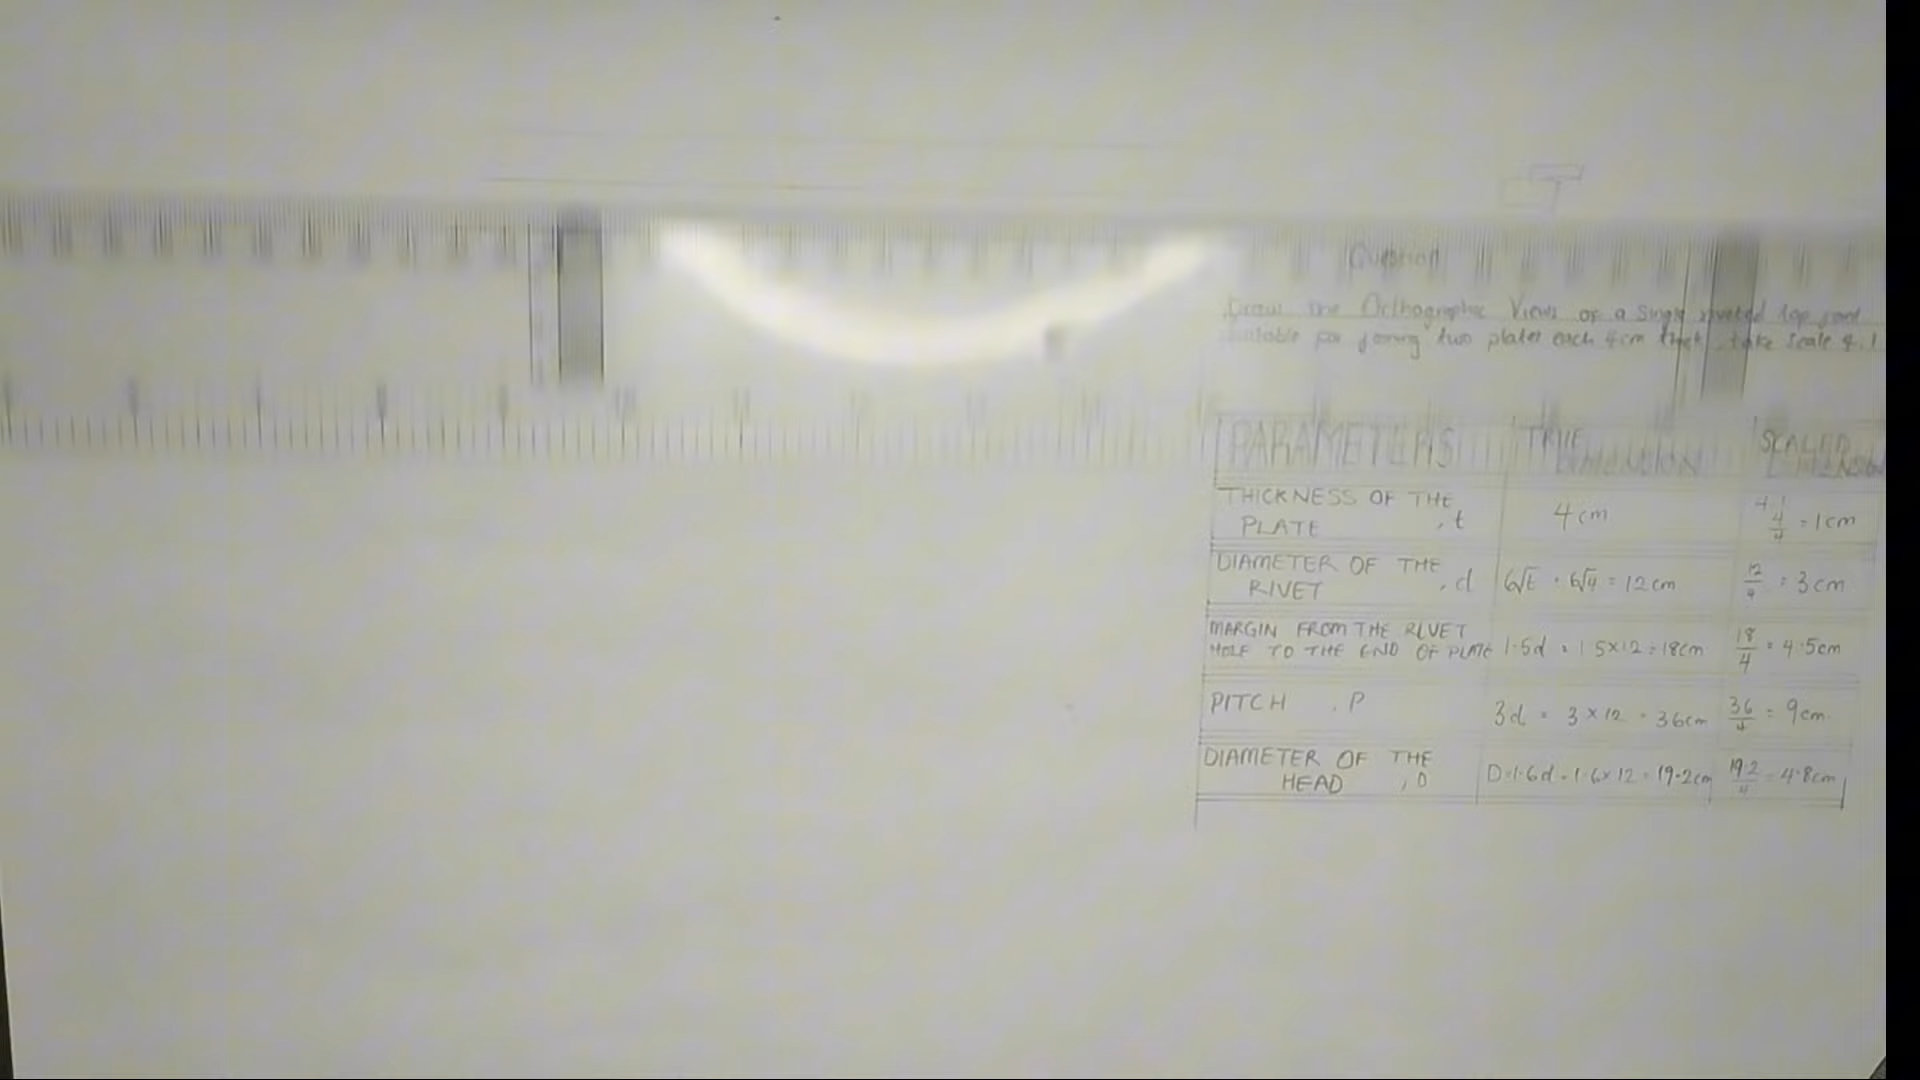 Question
Draw the Orthographic Views of a Single riveted lap joint
suitable for joining two plates each 4cm thick, take scale 4:1
PARAMETERS
TRUE DIMENSION
SCALED DIMENSION
THICKNESS OF THE PLATE , t
4cm
4/4 = 1cm
DIAMETER OF THE RIVET , d
6√t = 6√4 = 12cm
12/4 = 3cm
MARGIN FROM THE RIVET
HOLE TO THE END OF PLATE
1.5d = 1.5×12 = 18cm
18/4 = 4.5cm
PITCH , P
3d = 3×12 = 36cm
36/4 = 9cm
DIAMETER OF THE HEAD , D
D=1.6d = 1.6×12 = 19.2cm
19.2/4 = 4.8cm